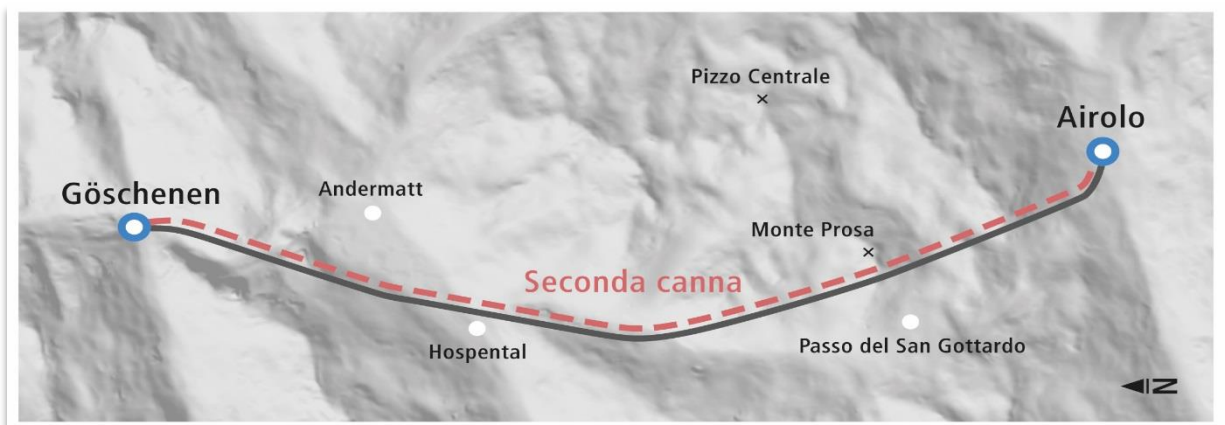 Pizzo Centrale
Airolo
Göschenen
Andermatt
Monte Prosa
Seconda canna
Hospental
Passo del San Gottardo
N